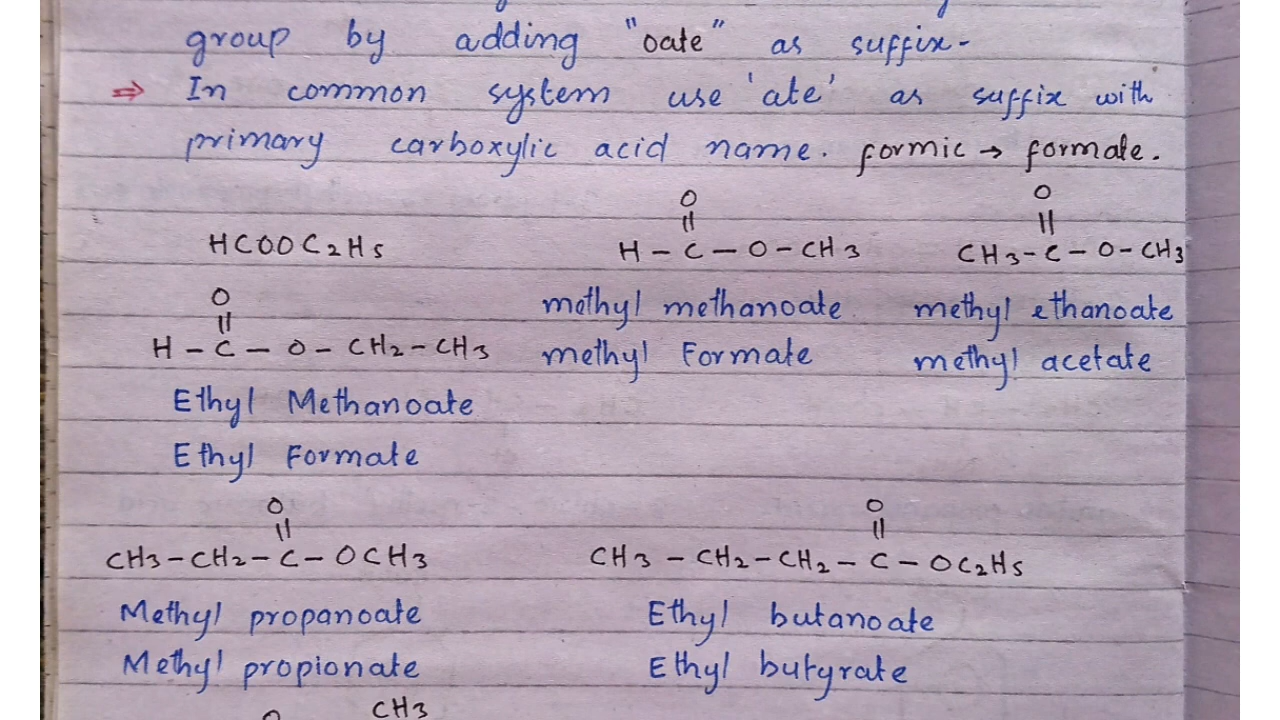 group by adding "oate" as suffix-
⇒ In common system use 'ate' as suffix with
primary carboxylic acid name. formic → formate.
O O
|| ||
HCOOC2H5 H - C - O - CH3 CH3-C-O-CH3
O methyl methanoate methyl ethanoate
||
H - C - O - CH2-CH3 methyl Formate methyl acetate
Ethyl Methanoate
Ethyl Formate
O O
|| ||
CH3-CH2-C-OCH3 CH3-CH2-CH2-C-OC2H5
Methyl propanoate Ethyl butanoate
Methyl propionate Ethyl butyrate
O CH3